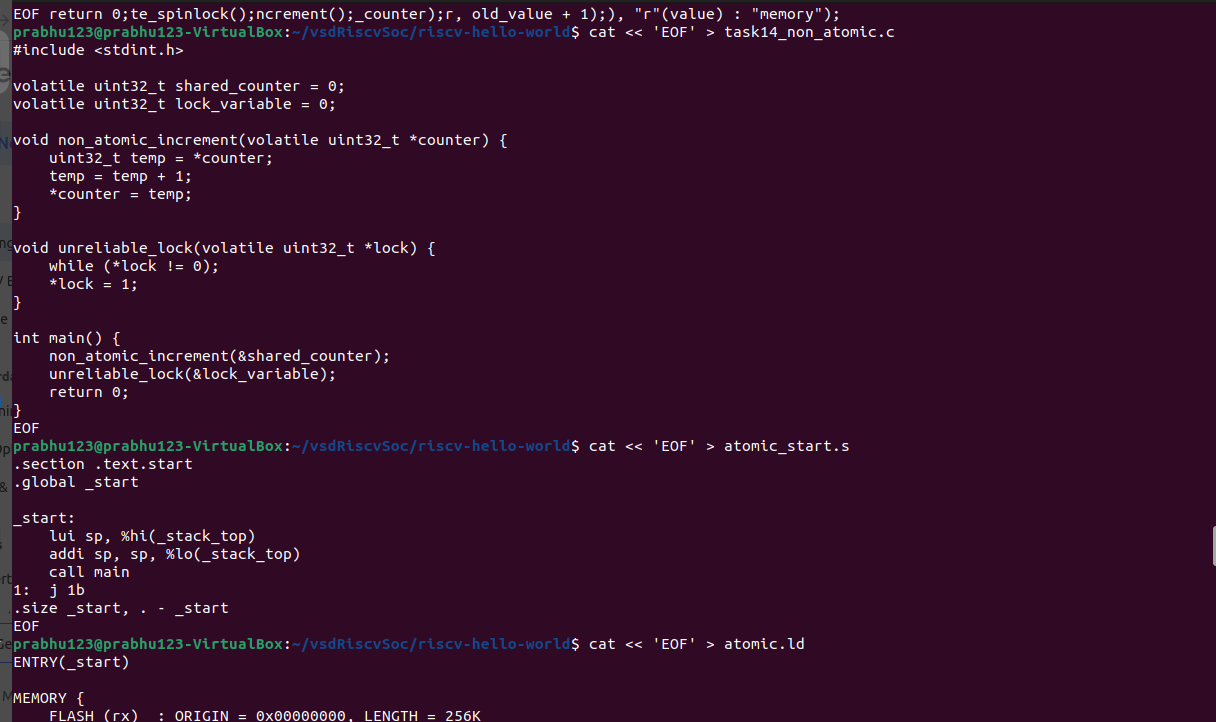 EOF return 0;te_spinlock();ncrement();_counter);r, old_value + 1);), "r"(value) : "memory");
prabhu123@prabhu123-VirtualBox:~/vsdRiscvSoc/riscv-hello-world$ cat << 'EOF' > task14_non_atomic.c
#include <stdint.h>

volatile uint32_t shared_counter = 0;
volatile uint32_t lock_variable = 0;

void non_atomic_increment(volatile uint32_t *counter) {
    uint32_t temp = *counter;
    temp = temp + 1;
    *counter = temp;
}

void unreliable_lock(volatile uint32_t *lock) {
    while (*lock != 0);
    *lock = 1;
}

int main() {
    non_atomic_increment(&shared_counter);
    unreliable_lock(&lock_variable);
    return 0;
}
EOF
prabhu123@prabhu123-VirtualBox:~/vsdRiscvSoc/riscv-hello-world$ cat << 'EOF' > atomic_start.s
.section .text.start
.global _start

_start:
    lui sp, %hi(_stack_top)
    addi sp, sp, %lo(_stack_top)
    call main
1:  j 1b
.size _start, . - _start
EOF
prabhu123@prabhu123-VirtualBox:~/vsdRiscvSoc/riscv-hello-world$ cat << 'EOF' > atomic.ld
ENTRY(_start)

MEMORY {
    FLASH (rx)  : ORIGIN = 0x00000000, LENGTH = 256K